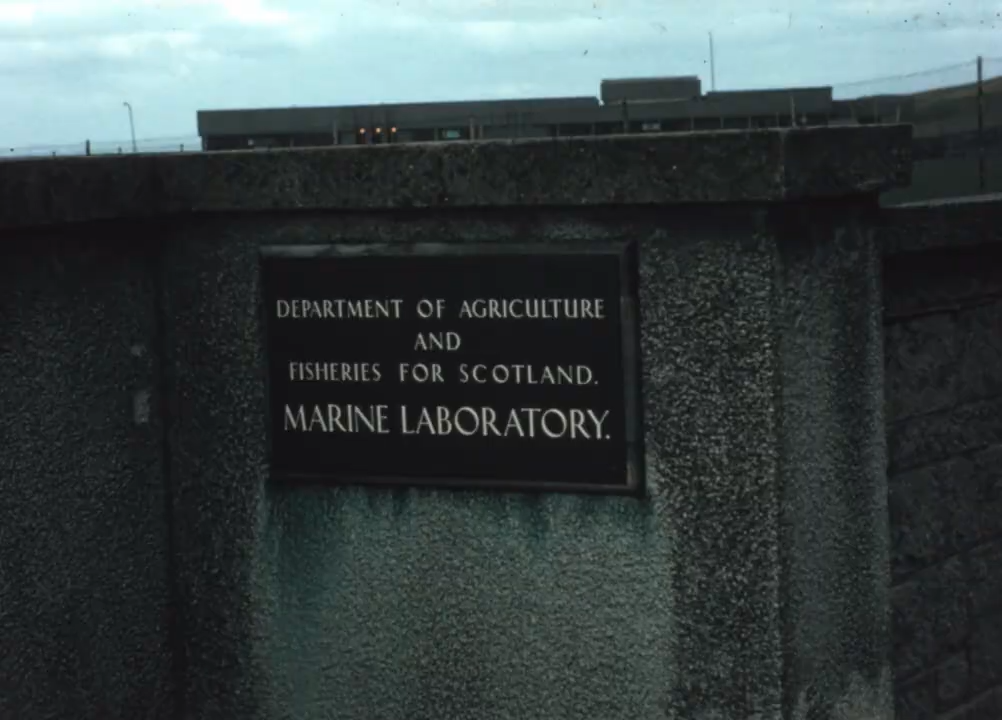 DEPARTMENT OF AGRICULTURE
AND
FISHERIES FOR SCOTLAND.
MARINE LABORATORY.